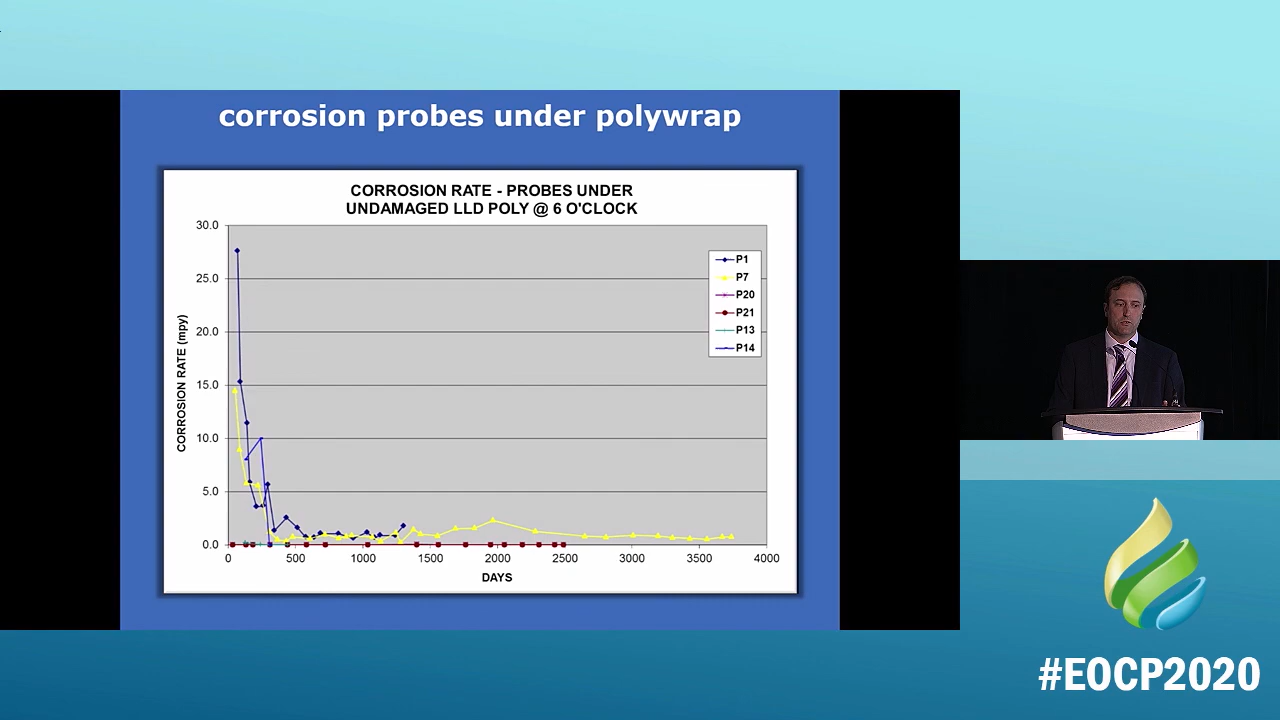 corrosion probes under polywrap
CORROSION RATE - PROBES UNDER
UNDAMAGED LLD POLY @ 6 O'CLOCK
30.0
25.0
20.0
15.0
10.0
5.0
0.0
CORROSION RATE (mpy)
0 500 1000 1500 2000 2500 3000 3500 4000
DAYS
P1
P7
P20
P21
P13
P14
#EOCP2020